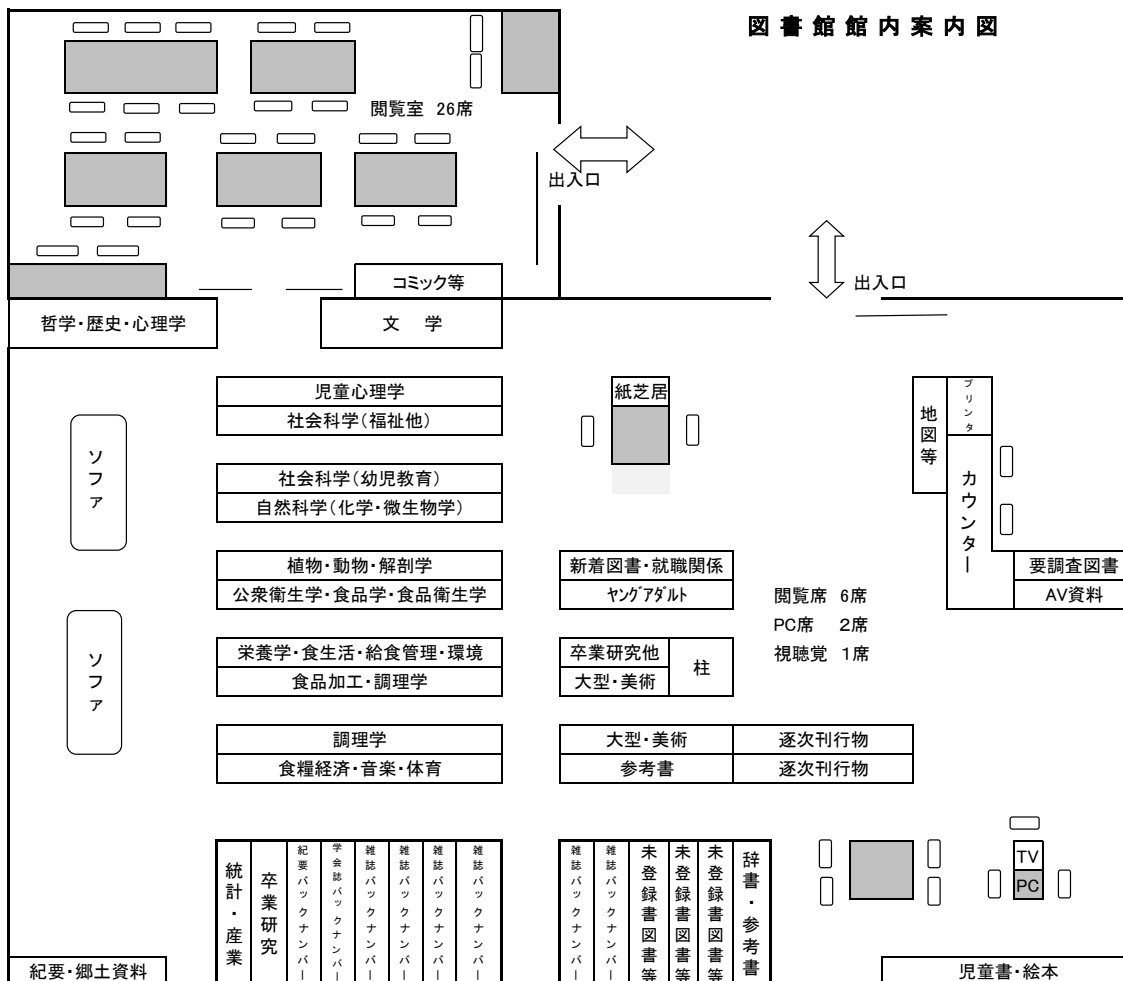 図書館館内案内図
閲覧室 26席
出入口
出入口
コミック等
哲学・歴史・心理学
文 学
児童心理学
社会科学(福祉他)
紙芝居
地図等
プリンタ
カウンター
ソファ
社会科学(幼児教育)
自然科学(化学・微生物学)
植物・動物・解剖学
公衆衛生学・食品学・食品衛生学
新着図書・就職関係
ヤングアダルト
閲覧席 6席
PC席 2席
視聴覚 1席
要調査図書
AV資料
ソファ
栄養学・食生活・給食管理・環境
食品加工・調理学
卒業研究他
大型・美術
柱
調理学
食糧経済・音楽・体育
大型・美術
逐次刊行物
参考書
逐次刊行物
統計・産業
卒業研究
紀要バックナンバー
学会誌バックナンバー
雑誌バックナンバー
雑誌バックナンバー
雑誌バックナンバー
雑誌バックナンバー
雑誌バックナンバー
雑誌バックナンバー
未登録書図書等
未登録書図書等
未登録書図書等
辞書・参考書
TV
PC
紀要・郷土資料
児童書・絵本